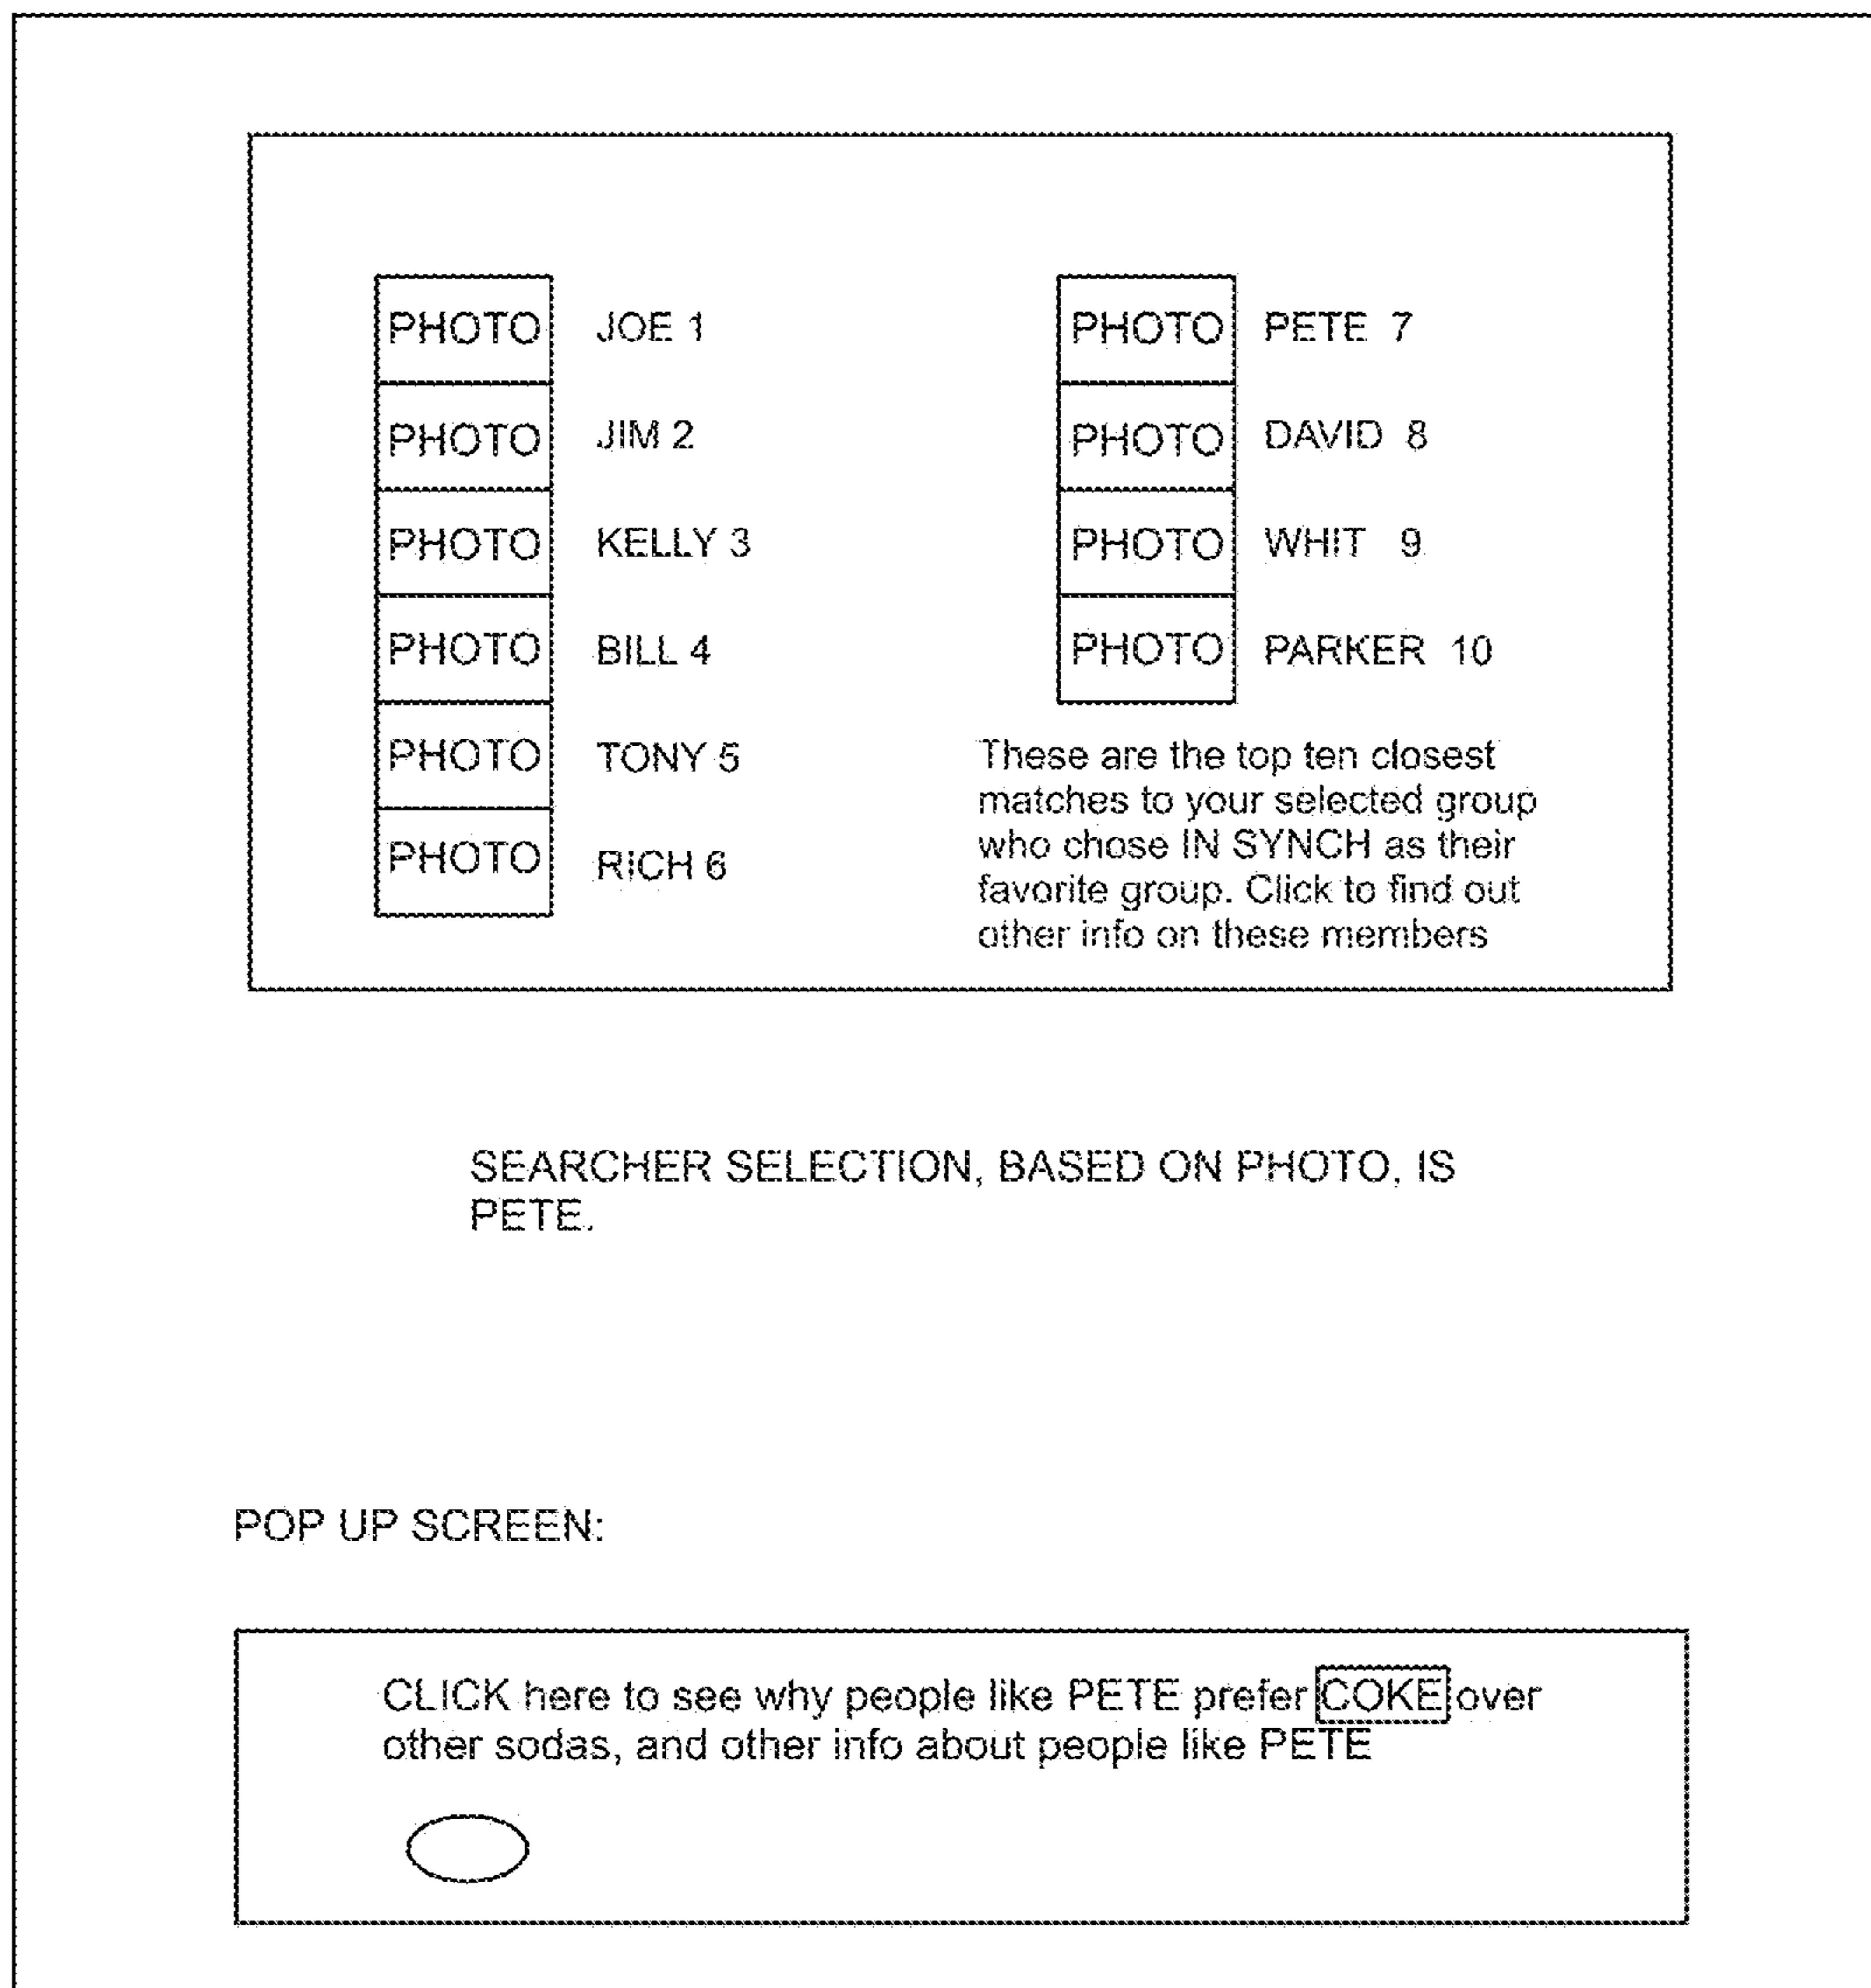 PHOTO JOE 1
PHOTO JIM 2
PHOTO KELLY 3
PHOTO BILL 4
PHOTO TONY 5
PHOTO RICH 6
PHOTO PETE 7
PHOTO DAVID 8
PHOTO WHIT 9
PHOTO PARKER 10
These are the top ten closest
matches to your selected group
who chose IN SYNCH as their
favorite group. Click to find out
other info on these members
SEARCHER SELECTION, BASED ON PHOTO, IS
PETE.
POP UP SCREEN:
CLICK here to see why people like PETE prefer COKE over
other sodas, and other info about people like PETE